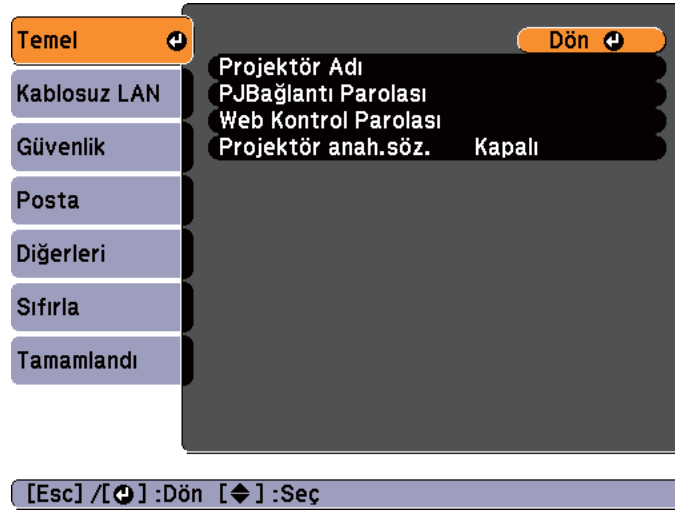 Temel
Dön
Projektör Adı
Kablosuz LAN
PJBağlantı Parolası
Web Kontrol Parolası
Güvenlik
Projektör anah.söz. Kapalı
Posta
Diğerleri
Sıfırla
Tamamlandı
[Esc] /[ ] :Dön [ ] :Seç